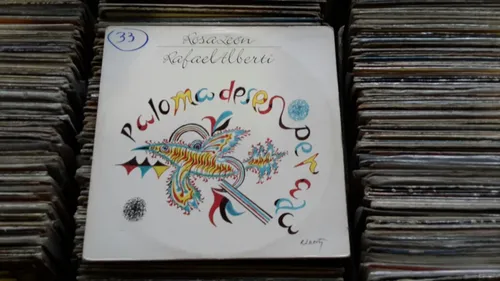 33
Rosa León
Rafael Alberti
Paloma desesperada